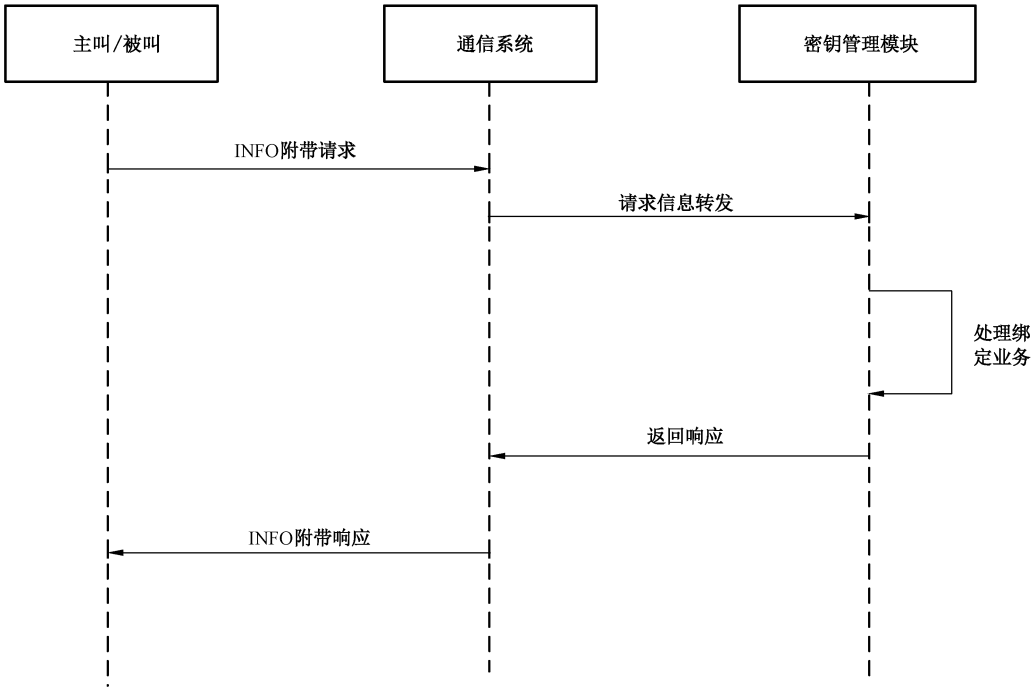 主叫/被叫
通信系统
密钥管理模块
INFO附带请求
请求信息转发
处理绑
定业务
返回响应
INFO附带响应